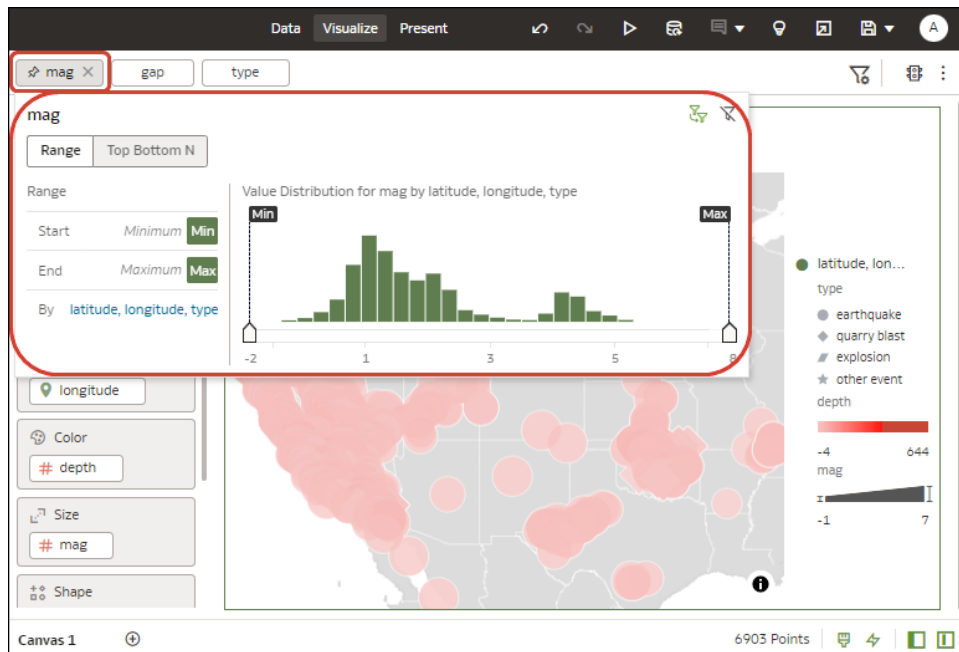 Data Visualize Present A
mag gap type
mag
Range Top Bottom N
Range
Value Distribution for mag by latitude, longitude, type
Min Max
Start Minimum Min
End Maximum Max
By latitude, longitude, type
-2 1 3 5 8
longitude
Color
# depth
Size
# mag
Shape
latitude, lon...
type
earthquake
quarry blast
explosion
other event
depth
-4 644
mag
-1 7
Canvas 1
6903 Points